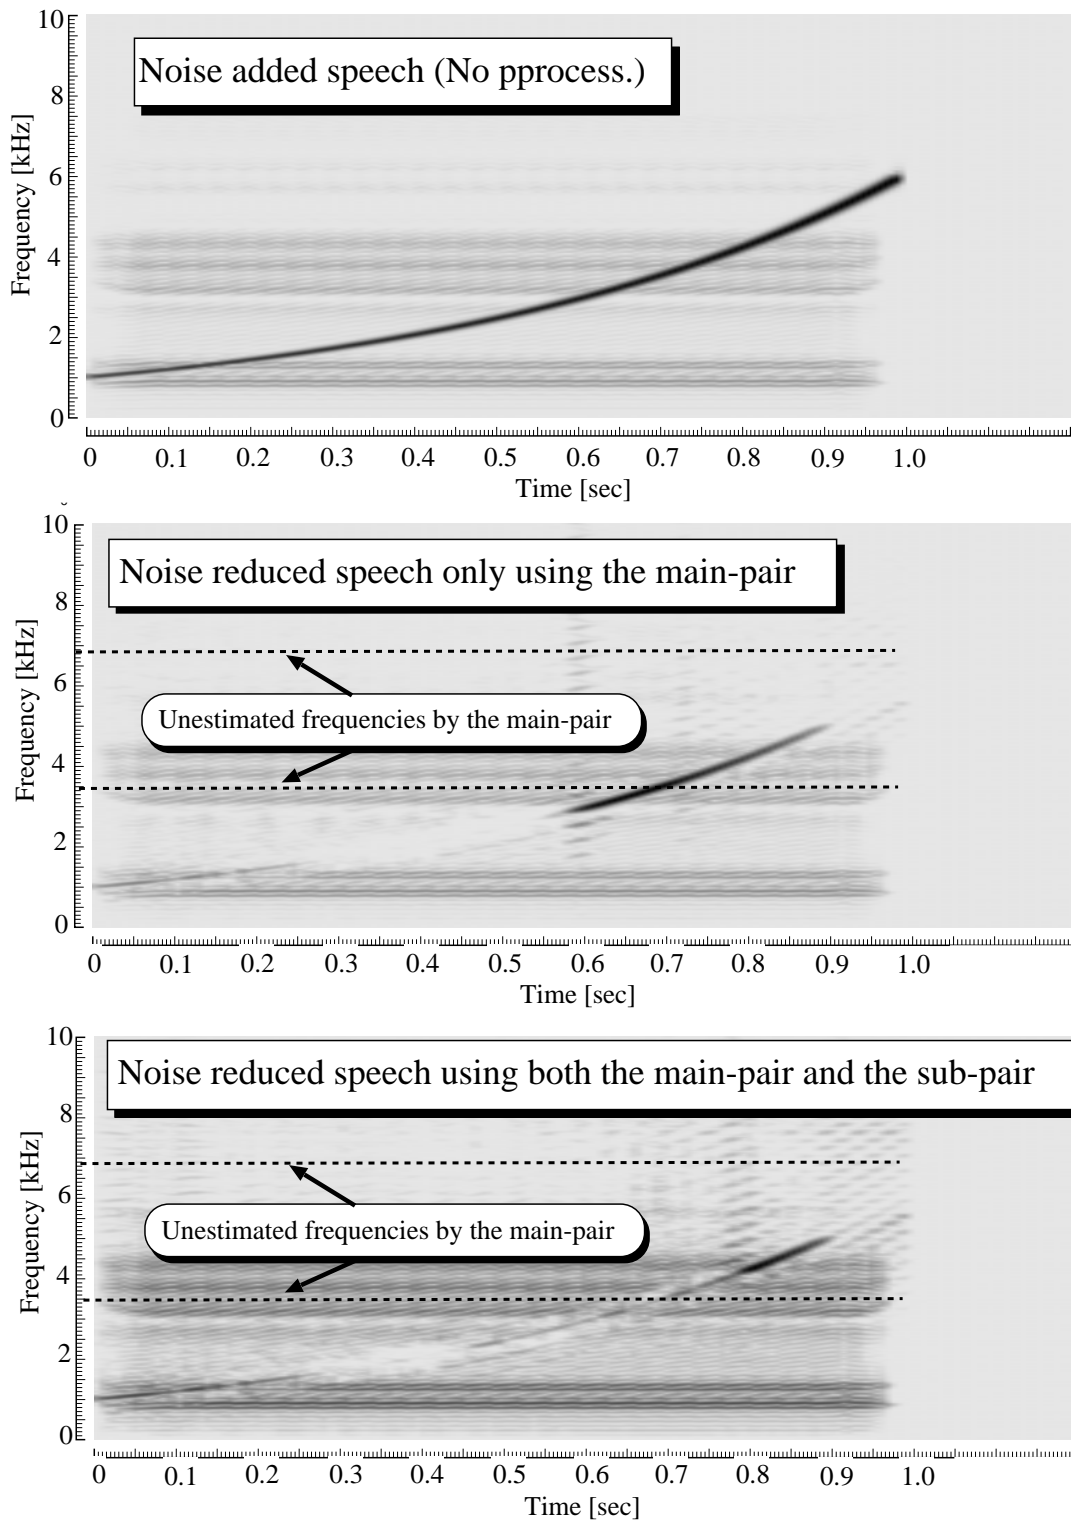 10
Noise added speech (No pprocess.)
8
6
4
2
0
Frequency [kHz]
0 0.1 0.2 0.3 0.4 0.5 0.6 0.7 0.8 0.9 1.0
Time [sec]
10
Noise reduced speech only using the main-pair
8
6
Unestimated frequencies by the main-pair
4
2
0
Frequency [kHz]
0 0.1 0.2 0.3 0.4 0.5 0.6 0.7 0.8 0.9 1.0
Time [sec]
10
Noise reduced speech using both the main-pair and the sub-pair
8
6
Unestimated frequencies by the main-pair
4
2
0
Frequency [kHz]
0 0.1 0.2 0.3 0.4 0.5 0.6 0.7 0.8 0.9 1.0
Time [sec]